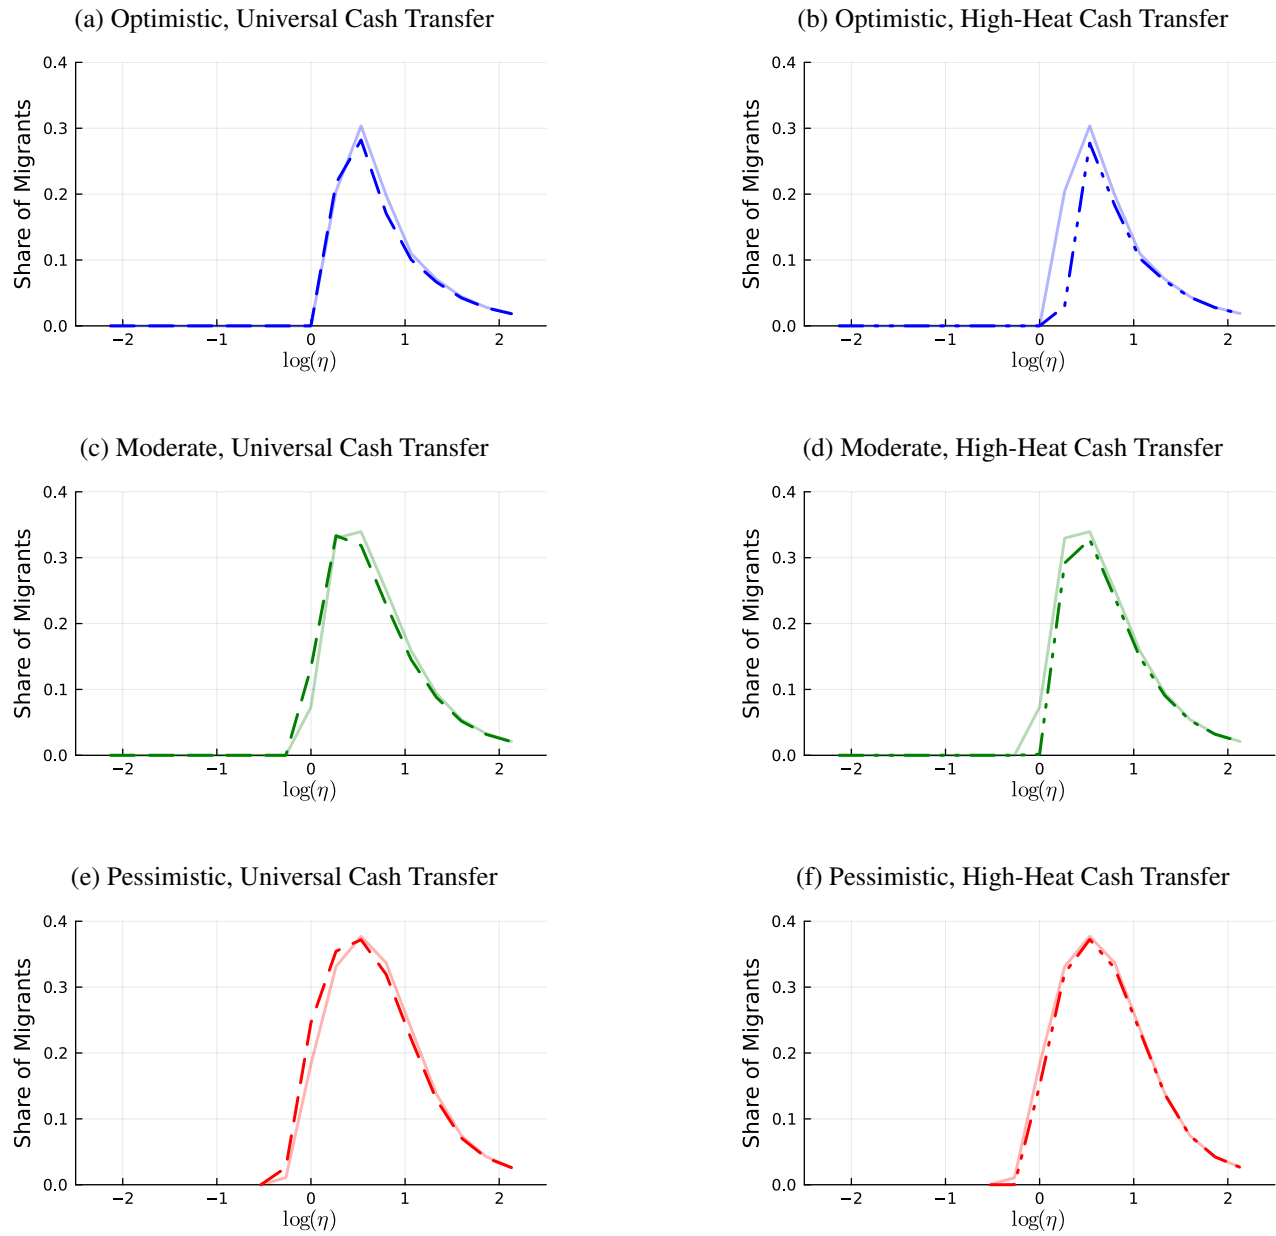 (a) Optimistic, Universal Cash Transfer
(b) Optimistic, High-Heat Cash Transfer
0.4
0.3
0.2
0.1
0.0
Share of Migrants
−2 −1 0 1 2
log(η)
0.4
0.3
0.2
0.1
0.0
Share of Migrants
−2 −1 0 1 2
log(η)
(c) Moderate, Universal Cash Transfer
(d) Moderate, High-Heat Cash Transfer
0.4
0.3
0.2
0.1
0.0
Share of Migrants
−2 −1 0 1 2
log(η)
0.4
0.3
0.2
0.1
0.0
Share of Migrants
−2 −1 0 1 2
log(η)
(e) Pessimistic, Universal Cash Transfer
(f) Pessimistic, High-Heat Cash Transfer
0.4
0.3
0.2
0.1
0.0
Share of Migrants
−2 −1 0 1 2
log(η)
0.4
0.3
0.2
0.1
0.0
Share of Migrants
−2 −1 0 1 2
log(η)